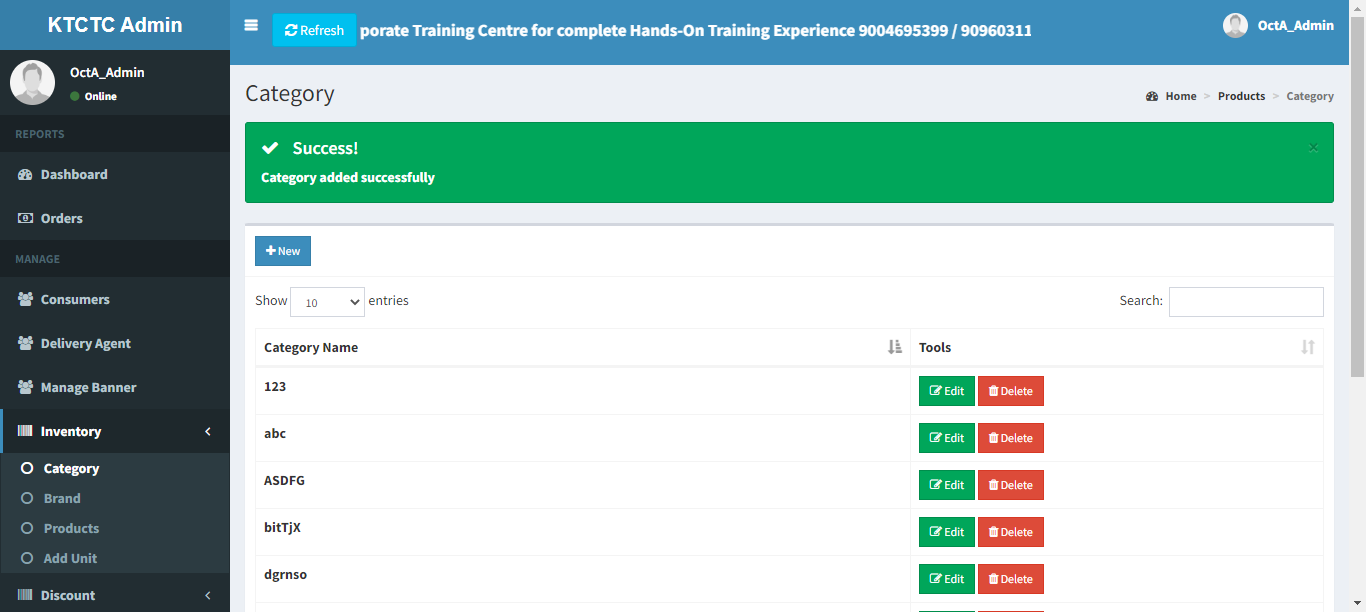 KTCTC Admin
Refresh
porate Training Centre for complete Hands-On Training Experience 9004695399 / 90960311
OctA_Admin
OctA_Admin
Online
REPORTS
Dashboard
Orders
MANAGE
Consumers
Delivery Agent
Manage Banner
Inventory
Category
Brand
Products
Add Unit
Discount
Category
Home > Products > Category
Success!
×
Category added successfully
New
Show 10 entries
Search:
Category Name Tools
123 Edit Delete
abc Edit Delete
ASDFG Edit Delete
bitTjX Edit Delete
dgrnso Edit Delete